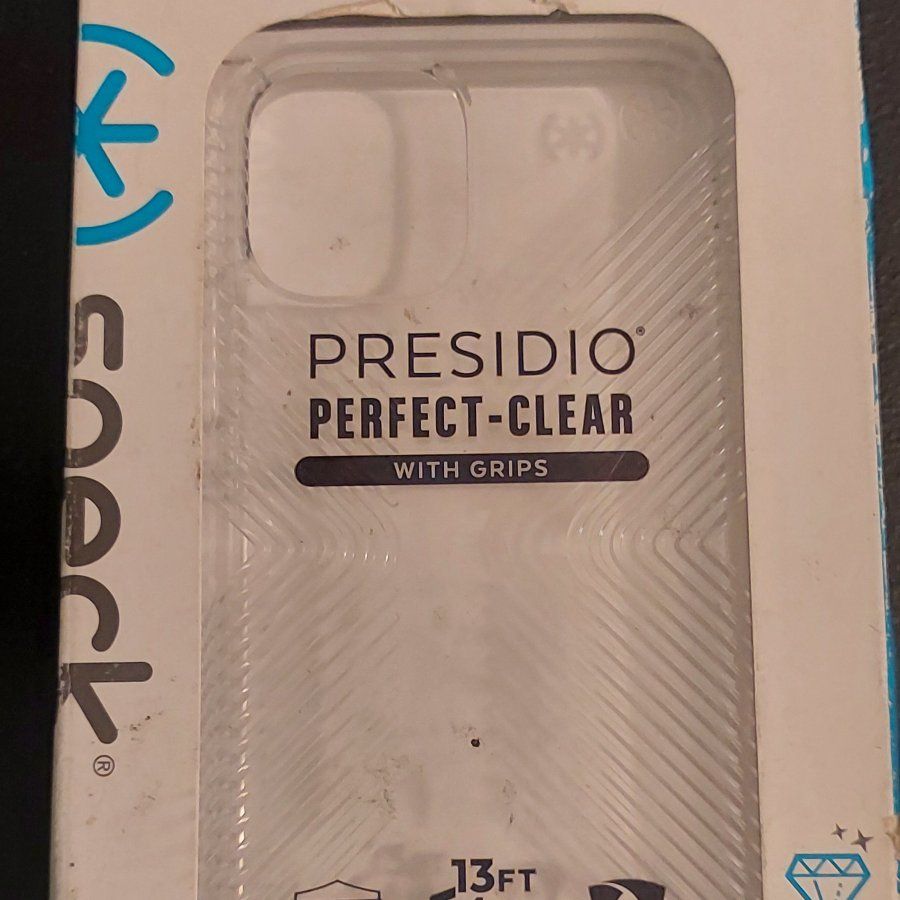 speck®
PRESIDIO®
PERFECT-CLEAR
WITH GRIPS
13FT